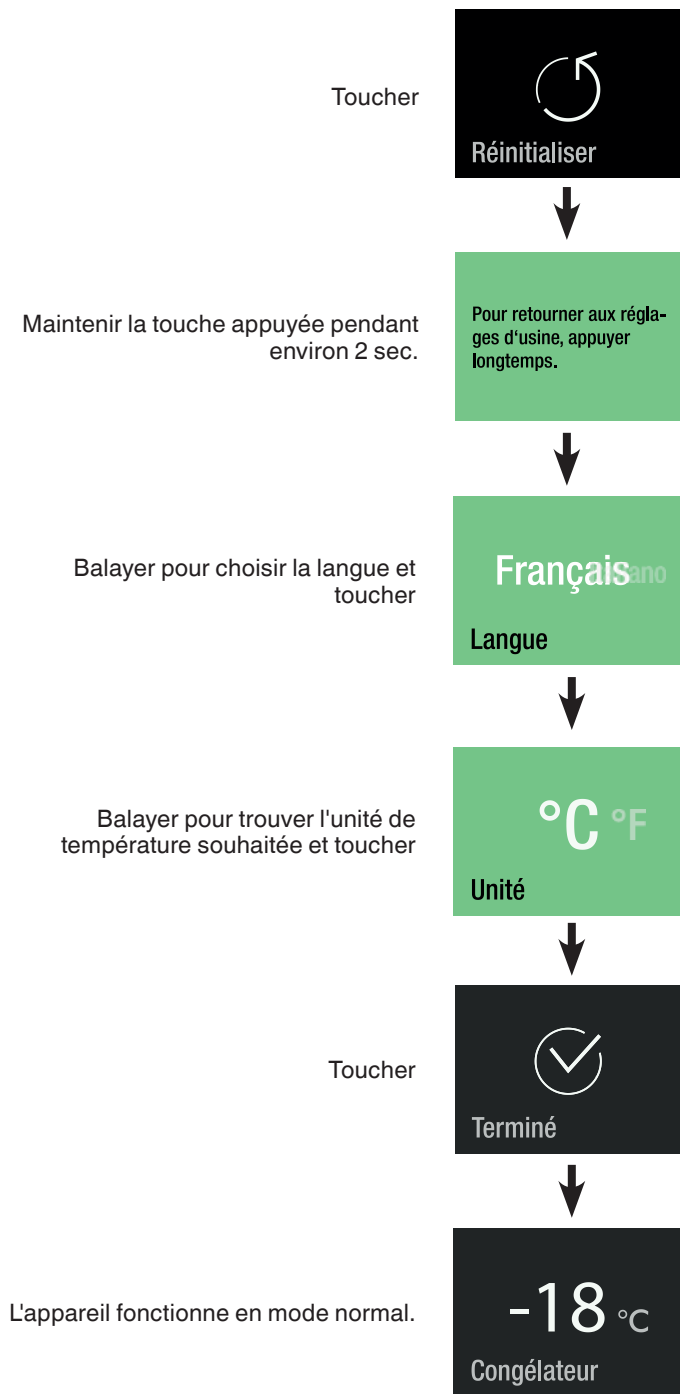 Toucher
Réinitialiser
Maintenir la touche appuyée pendant
environ 2 sec.
Pour retourner aux régla-
ges d‘usine, appuyer
longtemps.
Balayer pour choisir la langue et
toucher
Français
Langue
Balayer pour trouver l'unité de
température souhaitée et toucher
°C °F
Unité
Toucher
Terminé
L'appareil fonctionne en mode normal.
-18 °C
Congélateur